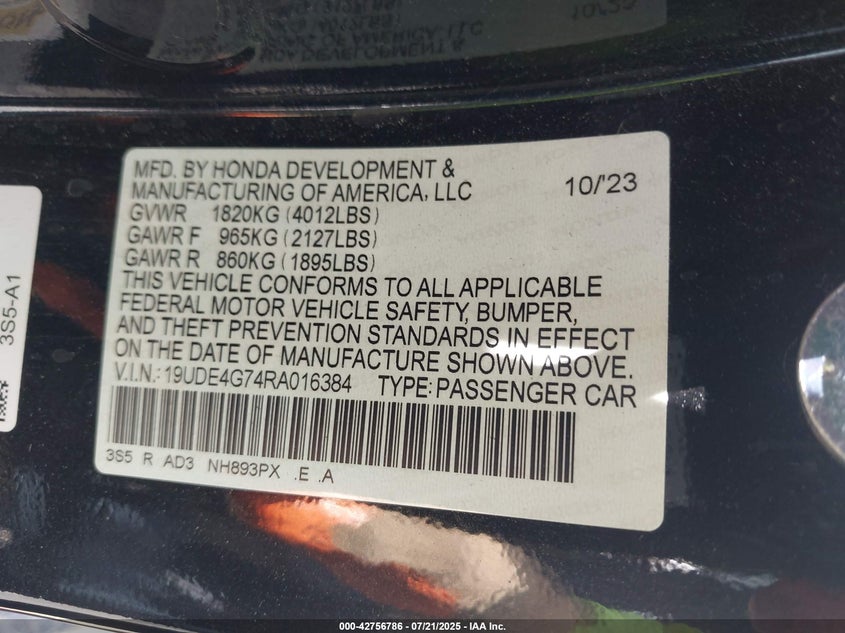 10/'23
MFD. BY HONDA DEVELOPMENT &
MANUFACTURING OF AMERICA, LLC 10/'23
GVWR 1820KG (4012LBS)
GAWR F 965KG (2127LBS)
GAWR R 860KG (1895LBS)
THIS VEHICLE CONFORMS TO ALL APPLICABLE
FEDERAL MOTOR VEHICLE SAFETY, BUMPER,
AND THEFT PREVENTION STANDARDS IN EFFECT
ON THE DATE OF MANUFACTURE SHOWN ABOVE.
V.I.N.: 19UDE4G74RA016384 TYPE: PASSENGER CAR
3S5 R AD3 NH893PX .E .A
3S5-A1
000-42756786 - 07/21/2025 - IAA Inc.